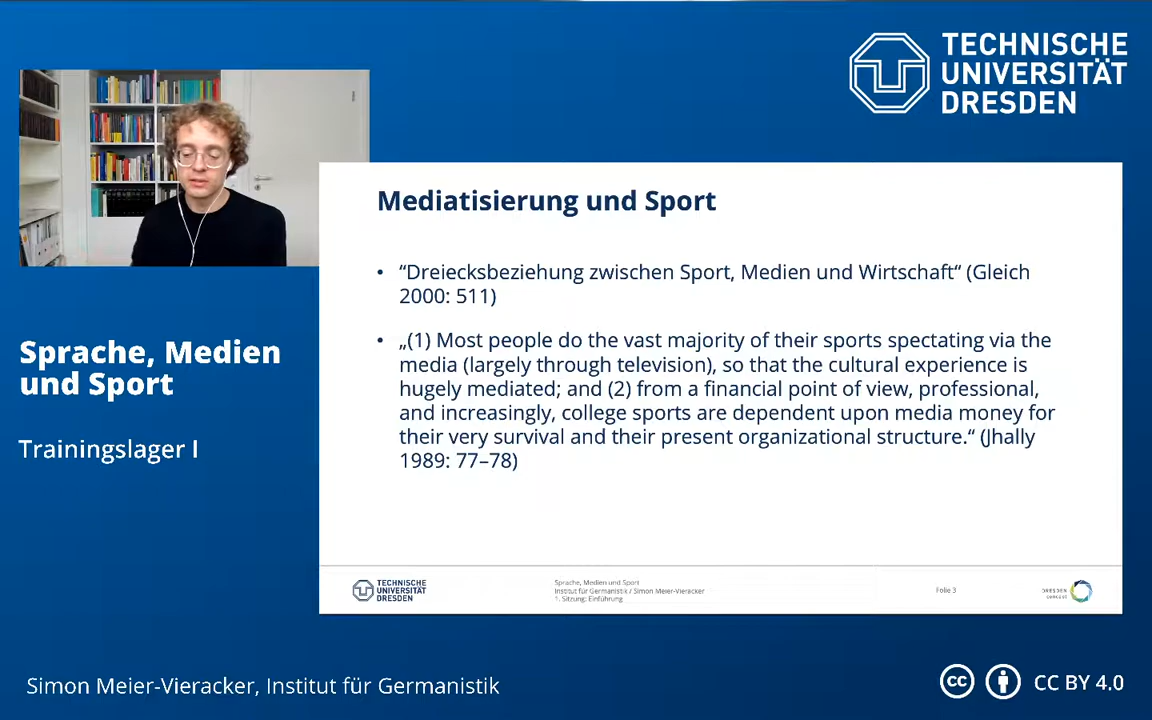 TECHNISCHE
UNIVERSITÄT
DRESDEN
Mediatisierung und Sport
• “Dreiecksbeziehung zwischen Sport, Medien und Wirtschaft“ (Gleich
2000: 511)
• „(1) Most people do the vast majority of their sports spectating via the
media (largely through television), so that the cultural experience is
hugely mediated; and (2) from a financial point of view, professional,
and increasingly, college sports are dependent upon media money for
their very survival and their present organizational structure.“ (Jhally
1989: 77–78)
Sprache, Medien
und Sport
Trainingslager I
TECHNISCHE
UNIVERSITÄT
DRESDEN
Sprache, Medien und Sport
Institut für Germanistik / Simon Meier-Vieracker
1. Sitzung: Einführung
Folie 3
DRESDEN
concept
Simon Meier-Vieracker, Institut für Germanistik
cc CC BY 4.0